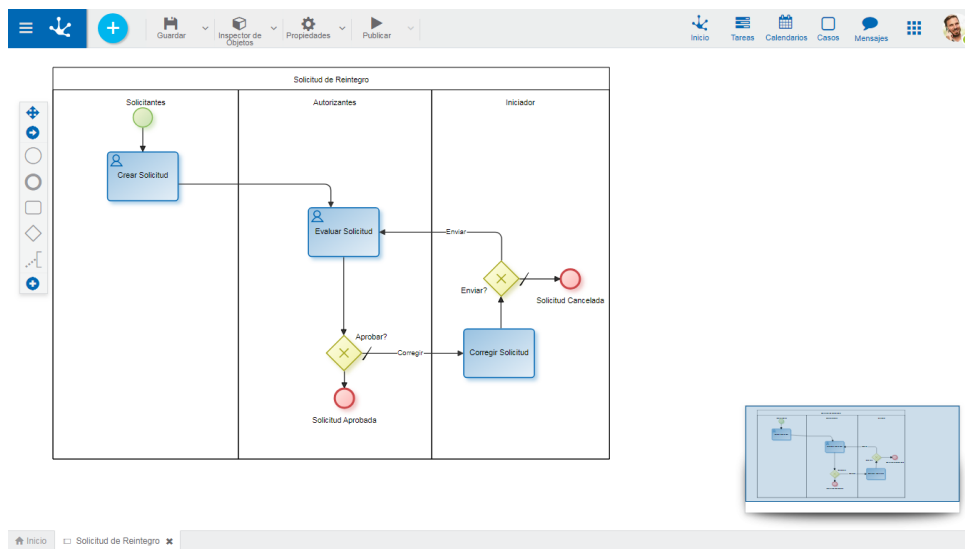 Guardar
Inspector de
Objetos
Propiedades
Publicar
Inicio
Tareas
Calendarios
Casos
Mensajes
Solicitud de Reintegro
Solicitantes
Autorizantes
Iniciador
Crear Solicitud
Evaluar Solicitud
Enviar
Enviar?
Solicitud Cancelada
Aprobar?
Corregir
Corregir Solicitud
Solicitud Aprobada
Inicio
Solicitud de Reintegro